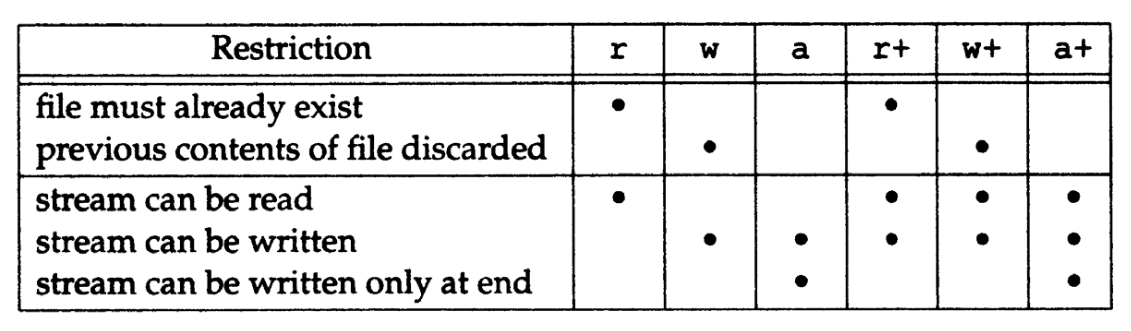 Restriction r w a r+ w+ a+
file must already exist • •
previous contents of file discarded • •
stream can be read • • • •
stream can be written • • • • •
stream can be written only at end • •